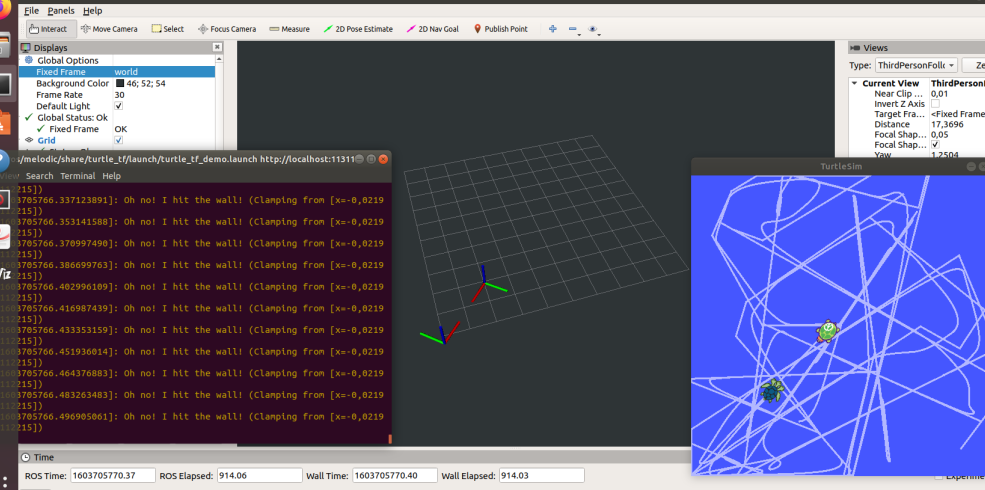 File Panels Help
Interact Move Camera Select Focus Camera Measure 2D Pose Estimate 2D Nav Goal Publish Point
Displays
Global Options
Fixed Frame world
Background Color 46; 52; 54
Frame Rate 30
Default Light
Global Status: Ok
Fixed Frame OK
Grid
/melodic/share/turtle_tf/launch/turtle_tf_demo.launch http://localhost:11311
View Search Terminal Help
215])
3705766.337123891]: Oh no! I hit the wall! (Clamping from [x=-0,0219
112215])
3705766.353141588]: Oh no! I hit the wall! (Clamping from [x=-0,0219
112215])
3705766.370997490]: Oh no! I hit the wall! (Clamping from [x=-0,0219
112215])
3705766.386699763]: Oh no! I hit the wall! (Clamping from [x=-0,0219
112215])
3705766.402996109]: Oh no! I hit the wall! (Clamping from [x=-0,0219
112215])
3705766.416987439]: Oh no! I hit the wall! (Clamping from [x=-0,0219
112215])
3705766.433353159]: Oh no! I hit the wall! (Clamping from [x=-0,0219
112215])
3705766.451936014]: Oh no! I hit the wall! (Clamping from [x=-0,0219
112215])
3705766.464376883]: Oh no! I hit the wall! (Clamping from [x=-0,0219
112215])
3705766.483263483]: Oh no! I hit the wall! (Clamping from [x=-0,0219
112215])
3705766.496905061]: Oh no! I hit the wall! (Clamping from [x=-0,0219
112215])
Views
Type: ThirdPersonFollo Ze
Current View ThirdPerson
Near Clip ... 0,01
Invert Z Axis
Target Fra... <Fixed Frame
Distance 17,3696
Focal Shap... 0,05
Focal Shap...
Yaw 1,2504
TurtleSim
Time
ROS Time: 1603705770.37 ROS Elapsed: 914.06 Wall Time: 1603705770.40 Wall Elapsed: 914.03
Experime